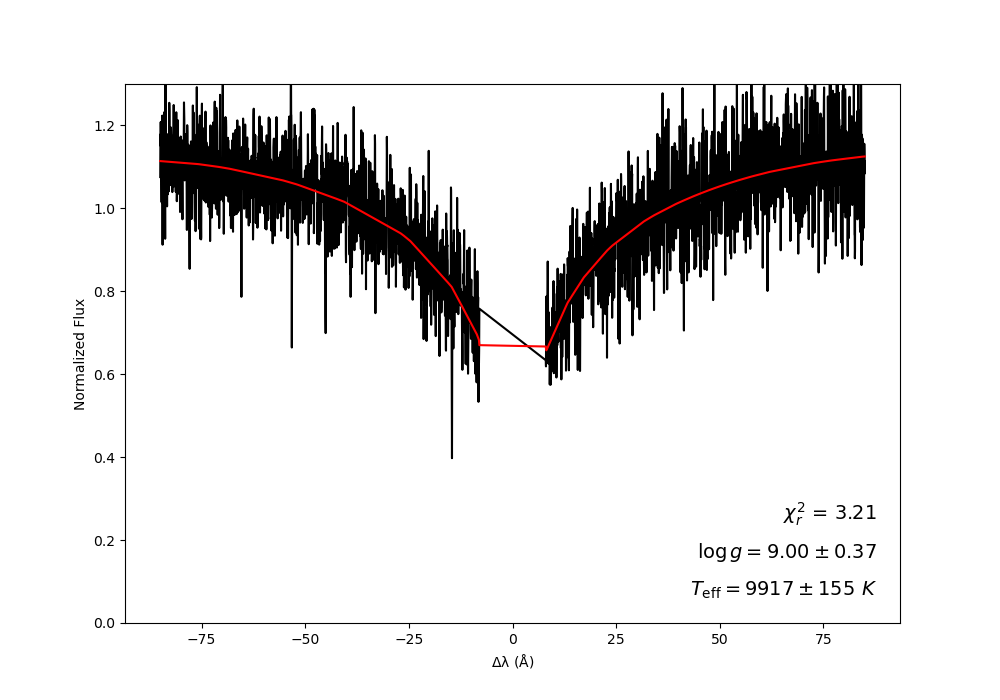 Normalized Flux
1.2
1.0
0.8
0.6
0.4
0.2
0.0
χ²ᵣ = 3.21
log g = 9.00 ± 0.37
T_eff = 9917 ± 155 K
−75 −50 −25 0 25 50 75
Δλ (Å)